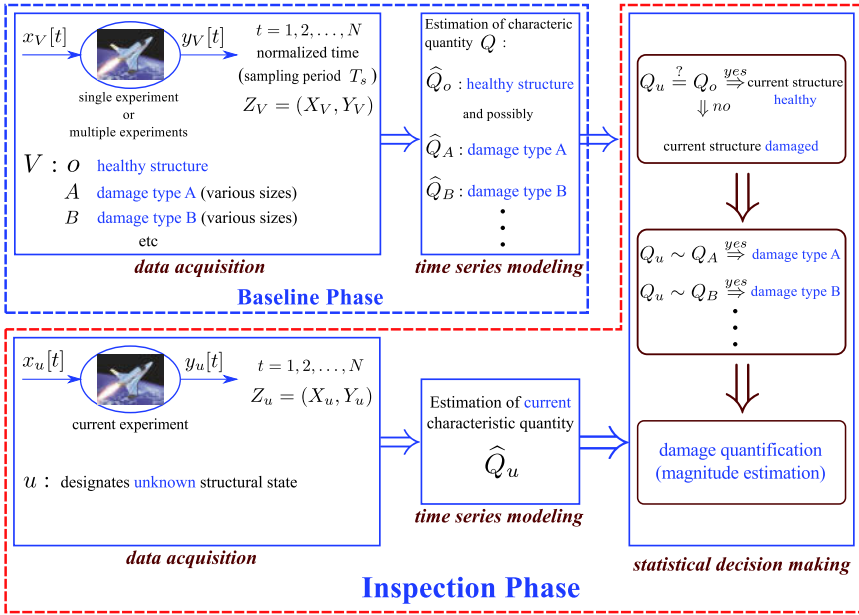 x_V[t] y_V[t]
single experiment
or
multiple experiments
t = 1, 2, . . . , N
normalized time
(sampling period T_s )
Z_V = (X_V, Y_V)
V : o healthy structure
A damage type A (various sizes)
B damage type B (various sizes)
etc
data acquisition
Estimation of characteric
quantity Q :
Q̂_o : healthy structure
and possibly
Q̂_A : damage type A
Q̂_B : damage type B
time series modeling
Baseline Phase
Q_u ≟ Q_o yes ⇒ current structure
healthy
⇓ no
current structure damaged
Q_u ∼ Q_A yes ⇒ damage type A
Q_u ∼ Q_B yes ⇒ damage type B
damage quantification
(magnitude estimation)
statistical decision making
x_u[t] y_u[t]
current experiment
t = 1, 2, . . . , N
Z_u = (X_u, Y_u)
u : designates unknown structural state
data acquisition
Estimation of current
characteristic quantity
Q̂_u
time series modeling
Inspection Phase